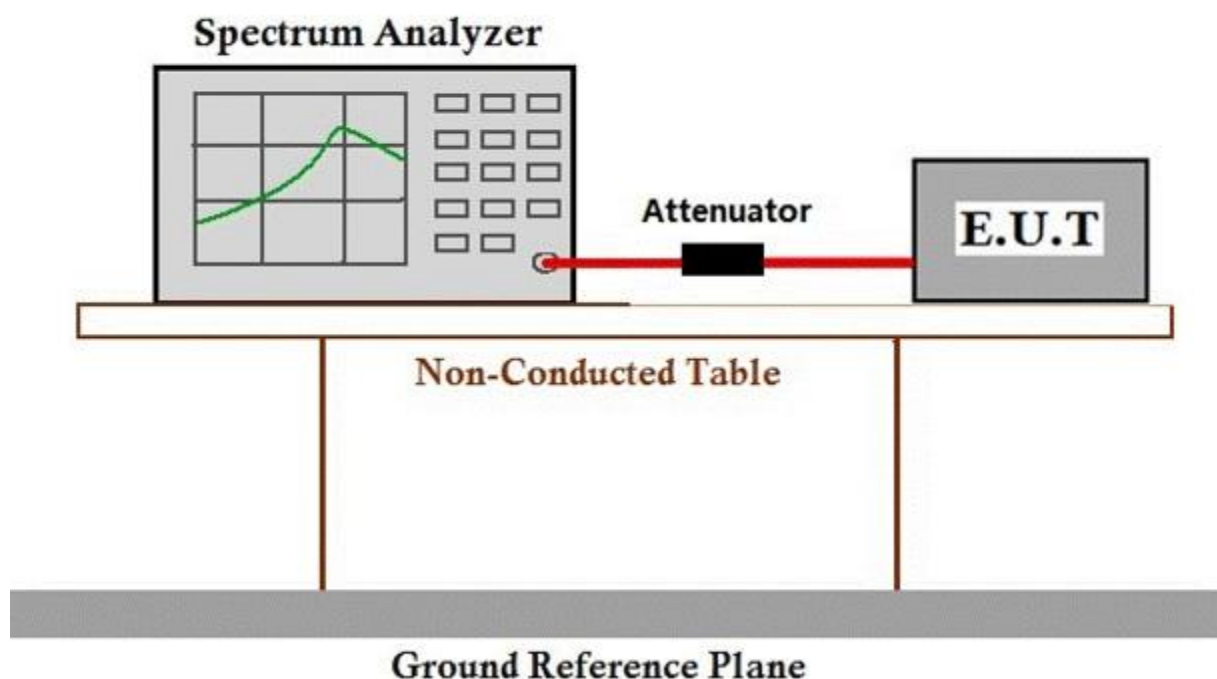 Spectrum Analyzer
Attenuator
E.U.T
Non-Conducted Table
Ground Reference Plane